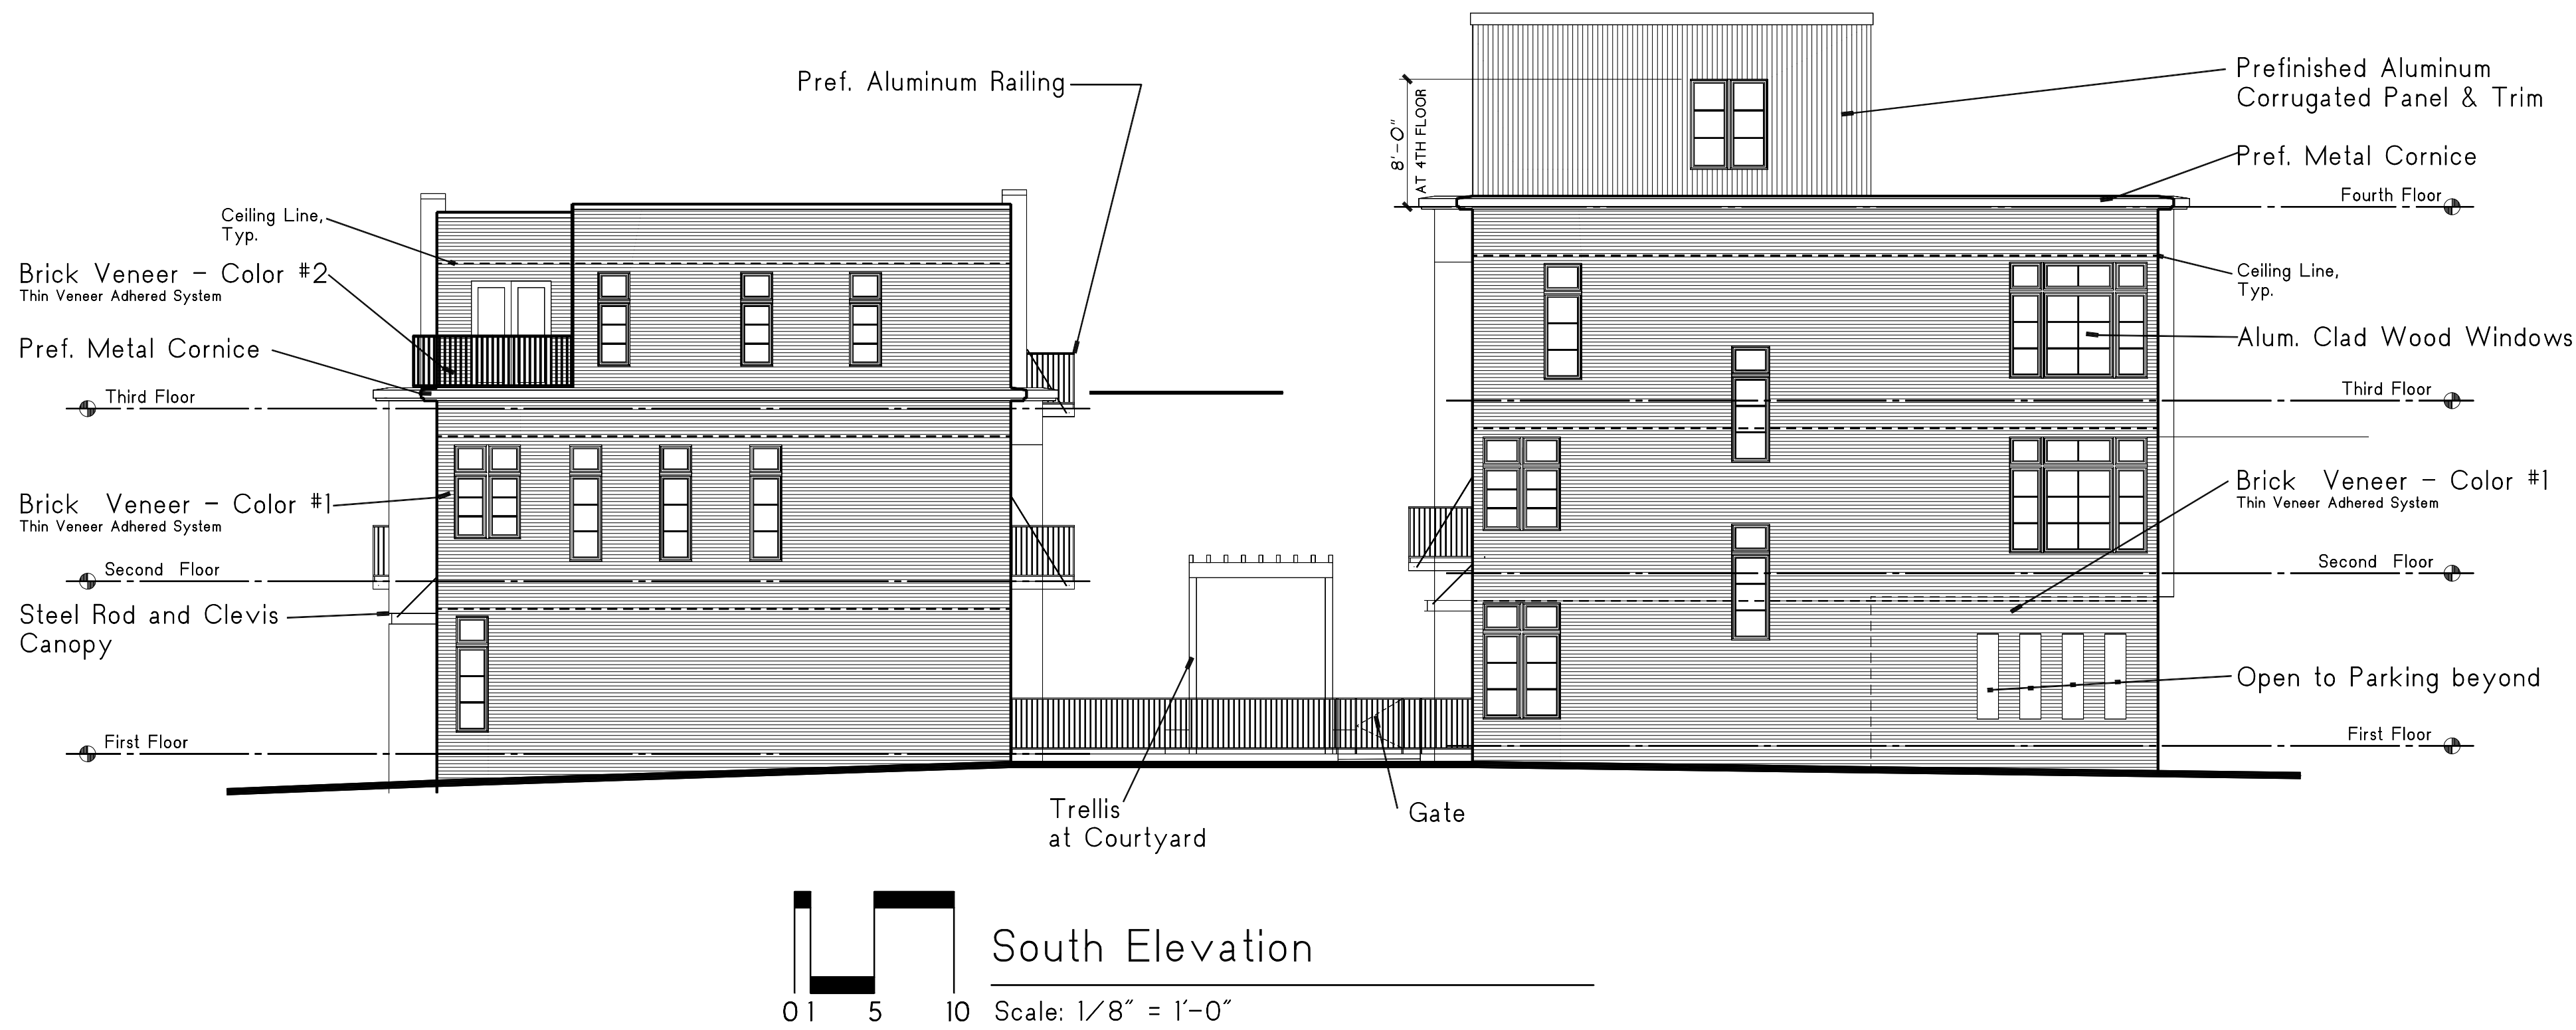 Pref. Aluminum Railing
Ceiling Line,
Typ.
Brick Veneer - Color #2
Thin Veneer Adhered System
Pref. Metal Cornice
Third Floor
Brick Veneer - Color #1
Thin Veneer Adhered System
Second Floor
Steel Rod and Clevis
Canopy
First Floor
8'-0"
AT 4TH FLOOR
Prefinished Aluminum
Corrugated Panel & Trim
Pref. Metal Cornice
Fourth Floor
Ceiling Line,
Typ.
Alum. Clad Wood Windows
Third Floor
Brick Veneer - Color #1
Thin Veneer Adhered System
Second Floor
Open to Parking beyond
First Floor
Trellis
at Courtyard
Gate
South Elevation
0 1 5 10
Scale: 1/8" = 1'-0"